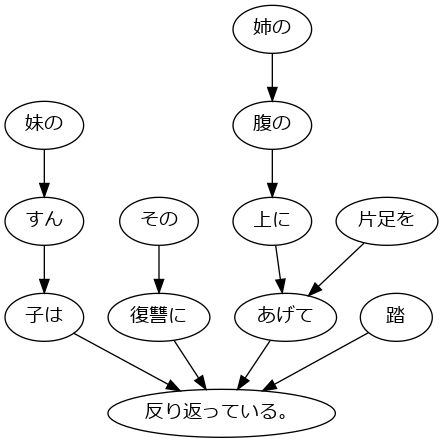 姉の
妹の
腹の
すん
その
上に
片足を
子は
復讐に
あげて
踏
反り返っている。